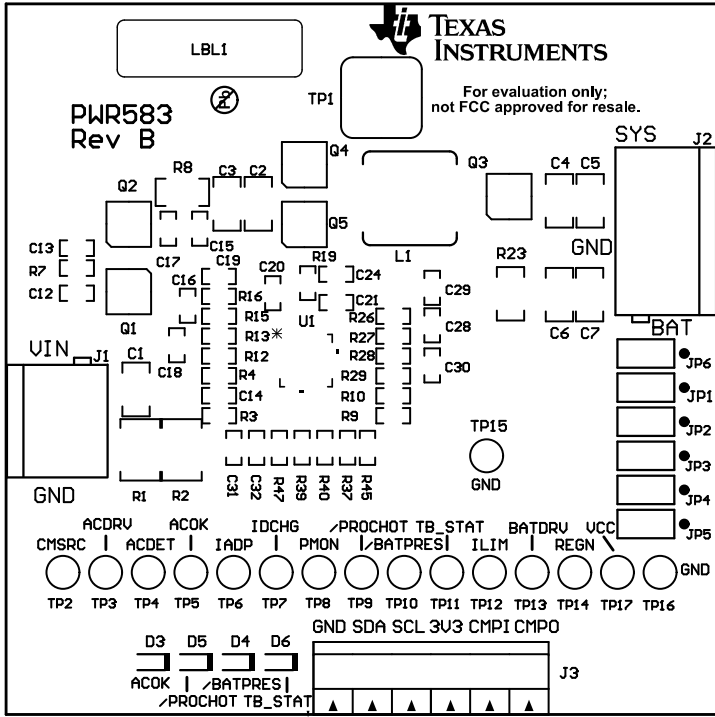 TEXAS
INSTRUMENTS
LBL1
Pb
TP1
For evaluation only;
not FCC approved for resale.
PWR583
Rev B
SYS
J2
Q4
Q3
R8
C3 C2
C4 C5
Q2
Q5
GND
C13
C17
C15
L1
R23
R7
C19
C20
R19
C24
C12
C16
R16
C21
C29
Q1
R15
U1
R26
R13
R27
C28
C6 C7
BAT
VIN
J1
C1
C18
R12
R28
C30
JP6
R4
R29
C14
R10
JP1
R3
R9
JP2
TP15
GND
JP3
R1 R2
C31 C32 R47 R39 R40 R37 R45
JP4
GND
JP5
ACDRV ACOK IDCHG /PROCHOT TB_STAT BATDRV VCC
CMSRC ACDET IADP PMON /BATPRES ILIM REGN
GND
TP2 TP3 TP4 TP5 TP6 TP7 TP8 TP9 TP10 TP11 TP12 TP13 TP14 TP17 TP16
GND SDA SCL 3V3 CMPI CMPO
D3 D5 D4 D6
J3
ACOK /BATPRES
/PROCHOT TB_STAT